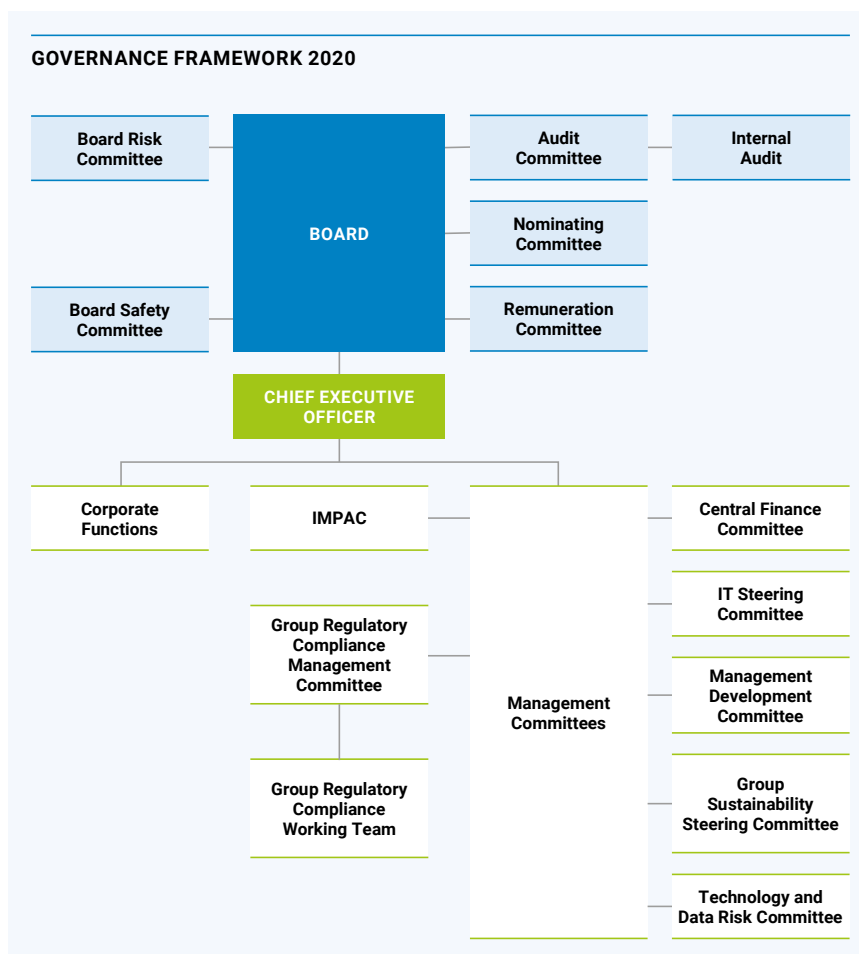 GOVERNANCE FRAMEWORK 2020
Board Risk
Committee
BOARD
Audit
Committee
Internal
Audit
Nominating
Committee
Board Safety
Committee
Remuneration
Committee
CHIEF EXECUTIVE
OFFICER
Corporate
Functions
IMPAC
Management
Committees
Central Finance
Committee
IT Steering
Committee
Group Regulatory
Compliance
Management
Committee
Management
Development
Committee
Group Regulatory
Compliance
Working Team
Group
Sustainability
Steering Committee
Technology and
Data Risk Committee